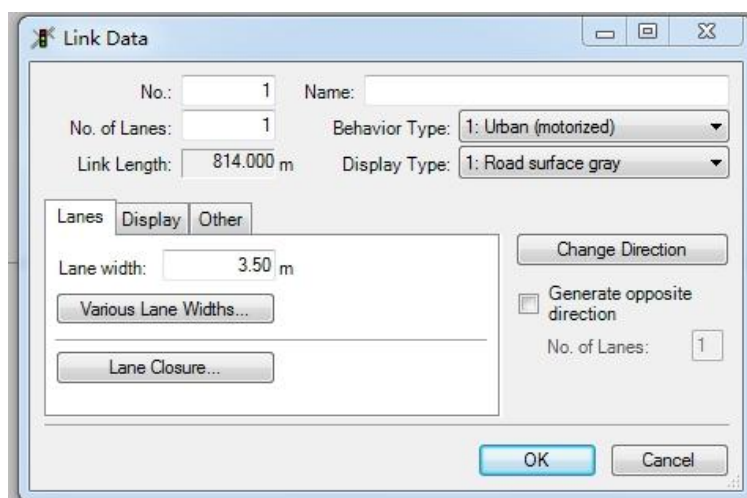 Link Data
No.: 1 Name:
No. of Lanes: 1 Behavior Type: 1: Urban (motorized)
Link Length: 814.000 m Display Type: 1: Road surface gray
Lanes Display Other
Lane width: 3.50 m
Change Direction
Various Lane Widths...
Generate opposite
direction
No. of Lanes: 1
Lane Closure...
OK Cancel